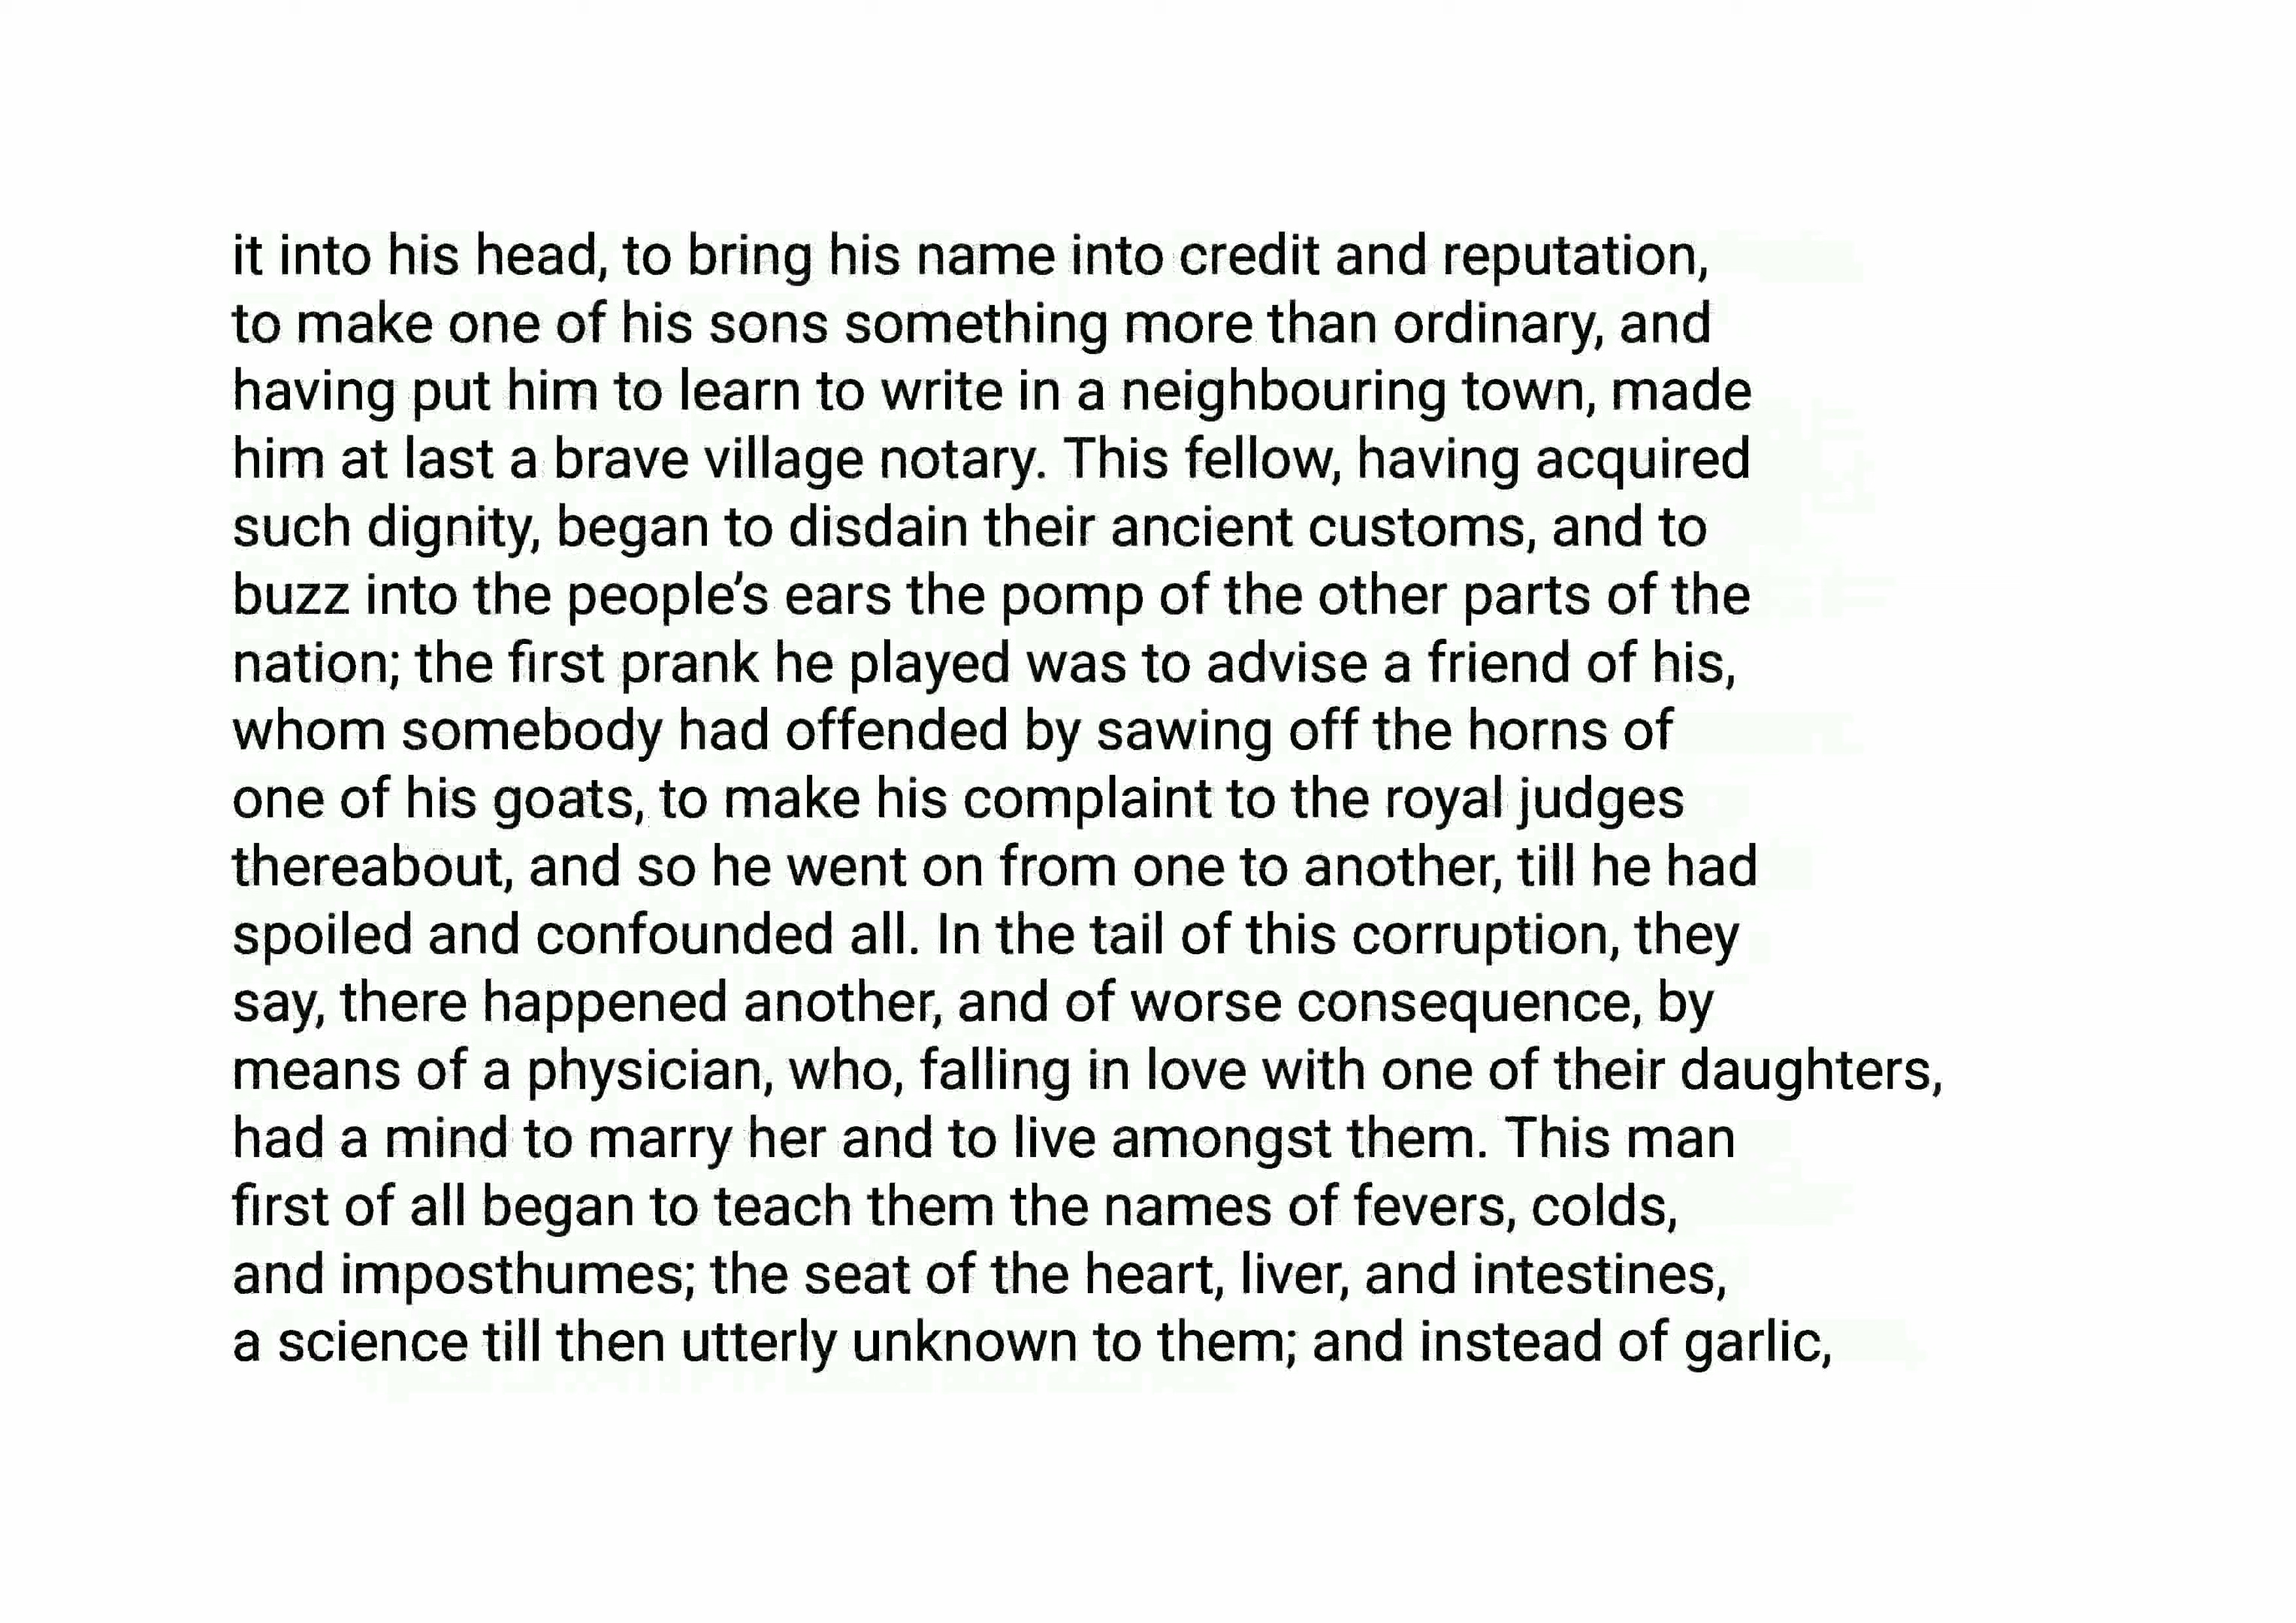 it into his head, to bring his name into credit and reputation,
to make one of his sons something more than ordinary, and
having put him to learn to write in a neighbouring town, made
him at last a brave village notary. This fellow, having acquired
such dignity, began to disdain their ancient customs, and to
buzz into the people's ears the pomp of the other parts of the
nation; the first prank he played was to advise a friend of his,
whom somebody had offended by sawing off the horns of
one of his goats, to make his complaint to the royal judges
thereabout, and so he went on from one to another, till he had
spoiled and confounded all. In the tail of this corruption, they
say, there happened another, and of worse consequence, by
means of a physician, who, falling in love with one of their daughters,
had a mind to marry her and to live amongst them. This man
first of all began to teach them the names of fevers, colds,
and imposthumes; the seat of the heart, liver, and intestines,
a science till then utterly unknown to them; and instead of garlic,